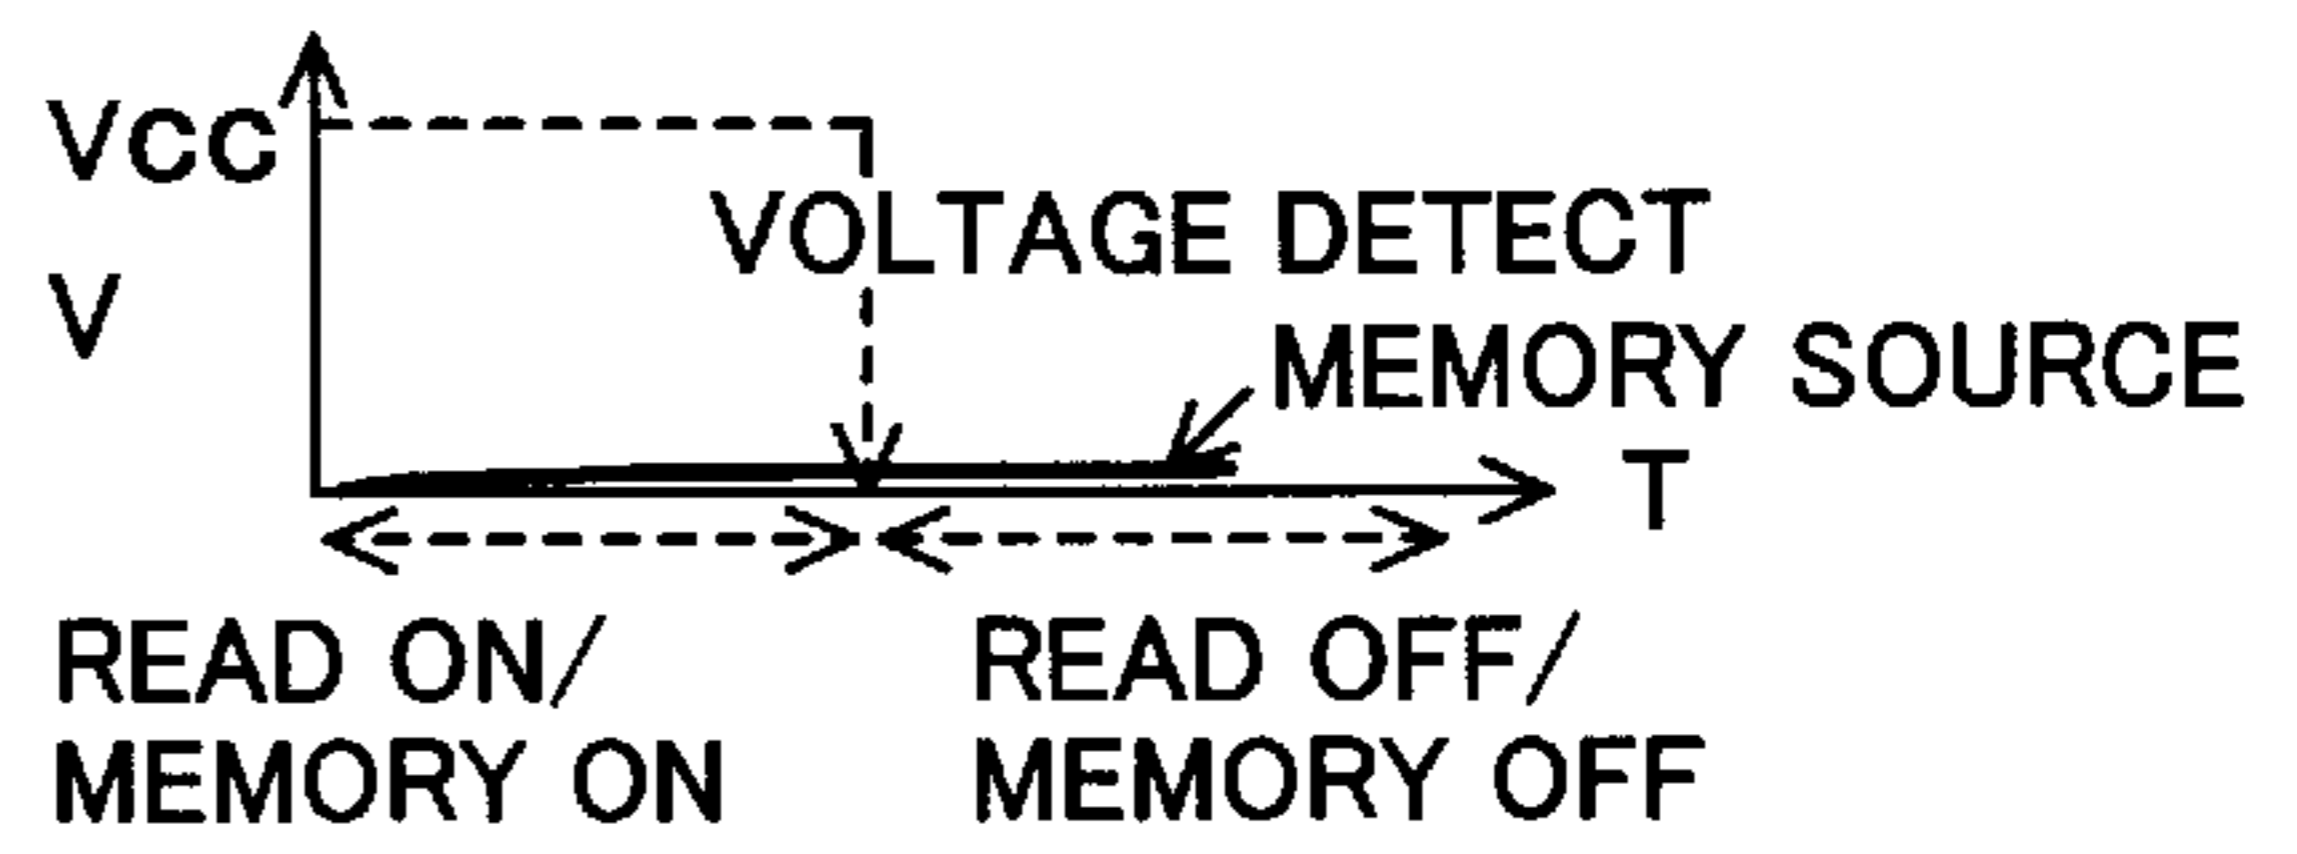 VCC
VOLTAGE DETECT
V
MEMORY SOURCE
T
READ ON/
MEMORY ON
READ OFF/
MEMORY OFF